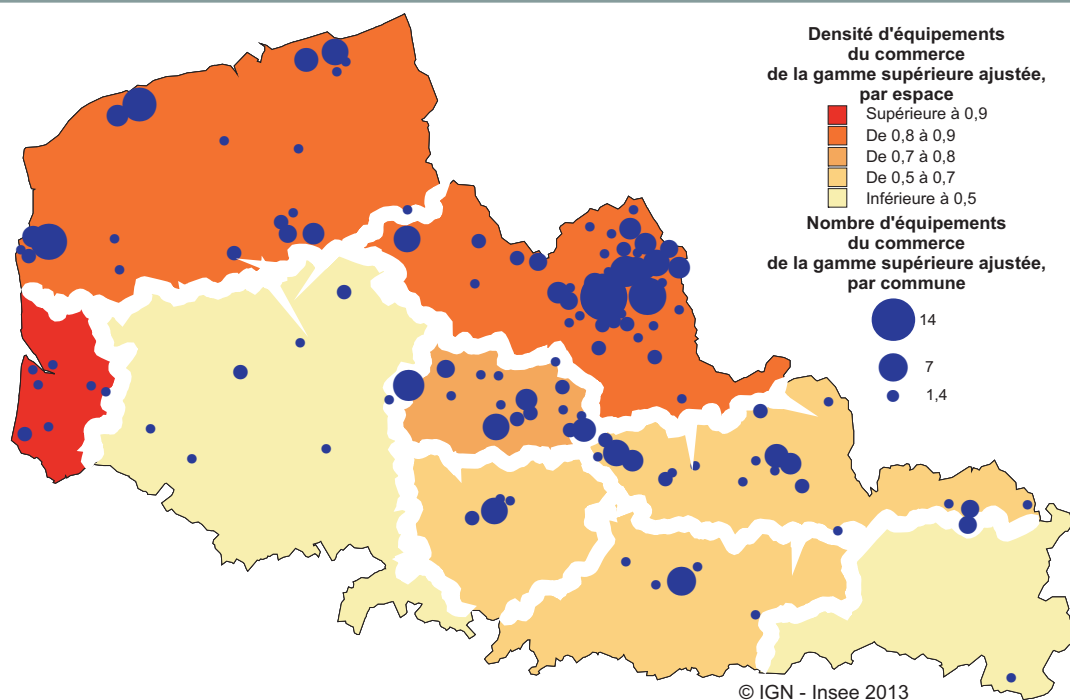 Densité d'équipements
du commerce
de la gamme supérieure ajustée,
par espace
Supérieure à 0,9
De 0,8 à 0,9
De 0,7 à 0,8
De 0,5 à 0,7
Inférieure à 0,5
Nombre d'équipements
du commerce
de la gamme supérieure ajustée,
par commune
14
7
1,4
© IGN - Insee 2013